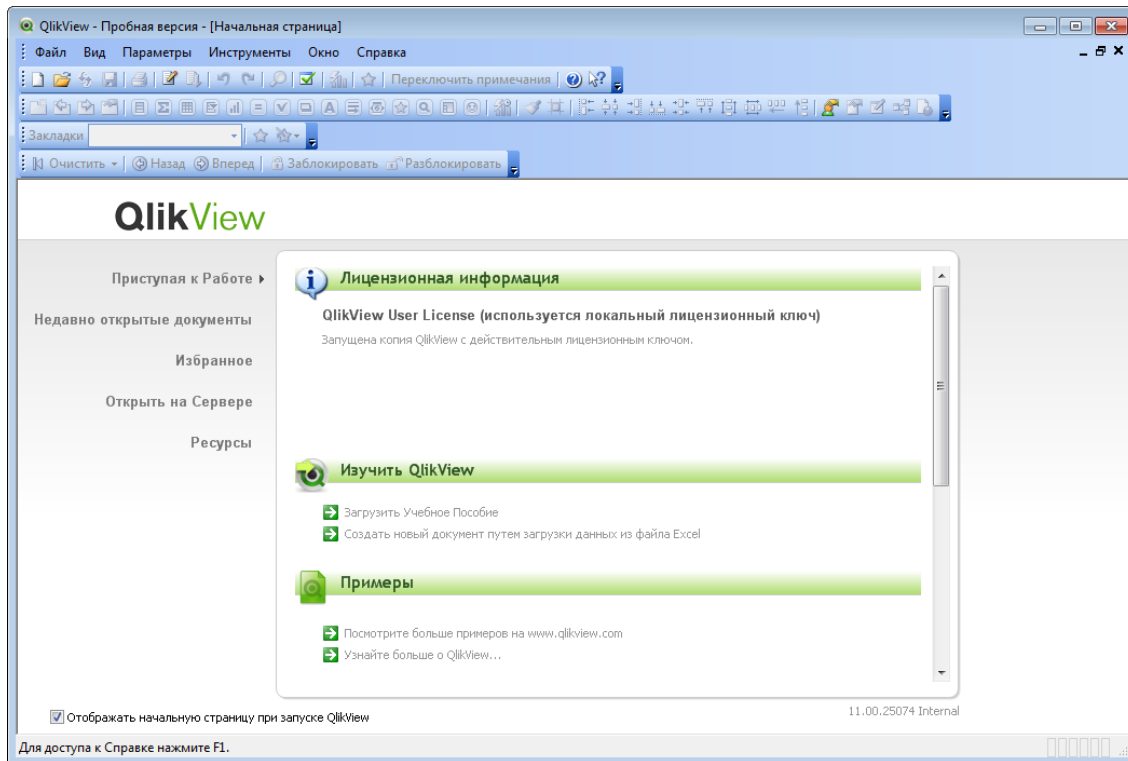 QlikView - Пробная версия - [Начальная страница]
Файл Вид Параметры Инструменты Окно Справка
Переключить примечания
Закладки
Очистить Назад Вперед Заблокировать Разблокировать
QlikView
Приступая к Работе
Недавно открытые документы
Избранное
Открыть на Сервере
Ресурсы
Лицензионная информация
QlikView User License (используется локальный лицензионный ключ)
Запущена копия QlikView с действительным лицензионным ключом.
Изучить QlikView
Загрузить Учебное Пособие
Создать новый документ путем загрузки данных из файла Excel
Примеры
Посмотрите больше примеров на www.qlikview.com
Узнайте больше о QlikView...
Отображать начальную страницу при запуске QlikView
11.00.25074 Internal
Для доступа к Справке нажмите F1.